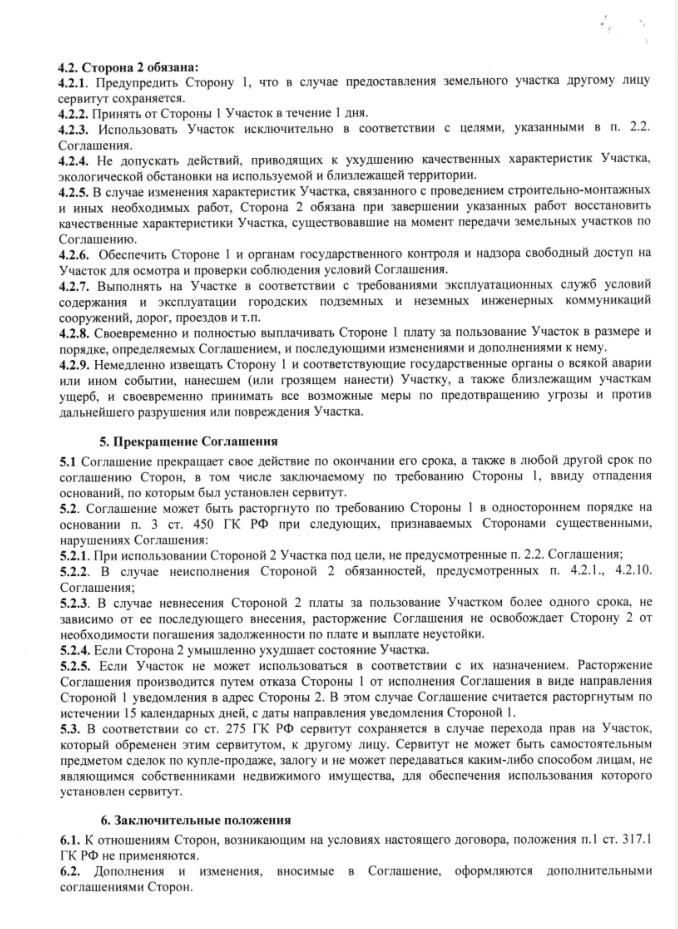 4.2. Сторона 2 обязана:
4.2.1. Предупредить Сторону 1, что в случае предоставления земельного участка другому лицу
сервитут сохраняется.
4.2.2. Принять от Стороны 1 Участок в течение 1 дня.
4.2.3. Использовать Участок исключительно в соответствии с целями, указанными в п. 2.2.
Соглашения.
4.2.4. Не допускать действий, приводящих к ухудшению качественных характеристик Участка,
экологической обстановки на используемой и близлежащей территории.
4.2.5. В случае изменения характеристик Участка, связанного с проведением строительно-монтажных
и иных необходимых работ, Сторона 2 обязана при завершении указанных работ восстановить
качественные характеристики Участка, существовавшие на момент передачи земельных участков по
Соглашению.
4.2.6. Обеспечить Стороне 1 и органам государственного контроля и надзора свободный доступ на
Участок для осмотра и проверки соблюдения условий Соглашения.
4.2.7. Выполнять на Участке в соответствии с требованиями эксплуатационных служб условий
содержания и эксплуатации городских подземных и неземных инженерных коммуникаций
сооружений, дорог, проездов и т.п.
4.2.8. Своевременно и полностью выплачивать Стороне 1 плату за пользование Участок в размере и
порядке, определяемых Соглашением, и последующими изменениями и дополнениями к нему.
4.2.9. Немедленно извещать Сторону 1 и соответствующие государственные органы о всякой аварии
или ином событии, нанесшем (или грозящем нанести) Участку, а также близлежащим участкам
ущерб, и своевременно принимать все возможные меры по предотвращению угрозы и против
дальнейшего разрушения или повреждения Участка.
5. Прекращение Соглашения
5.1 Соглашение прекращает свое действие по окончании его срока, а также в любой другой срок по
соглашению Сторон, в том числе заключаемому по требованию Стороны 1, ввиду отпадения
оснований, по которым был установлен сервитут.
5.2. Соглашение может быть расторгнуто по требованию Стороны 1 в одностороннем порядке на
основании п. 3 ст. 450 ГК РФ при следующих, признаваемых Сторонами существенными,
нарушениях Соглашения:
5.2.1. При использовании Стороной 2 Участка под цели, не предусмотренные п. 2.2. Соглашения;
5.2.2. В случае неисполнения Стороной 2 обязанностей, предусмотренных п. 4.2.1., 4.2.10.
Соглашения;
5.2.3. В случае невнесения Стороной 2 платы за пользование Участком более одного срока, не
зависимо от ее последующего внесения, расторжение Соглашения не освобождает Сторону 2 от
необходимости погашения задолженности по плате и выплате неустойки.
5.2.4. Если Сторона 2 умышленно ухудшает состояние Участка.
5.2.5. Если Участок не может использоваться в соответствии с их назначением. Расторжение
Соглашения производится путем отказа Стороны 1 от исполнения Соглашения в виде направления
Стороной 1 уведомления в адрес Стороны 2. В этом случае Соглашение считается расторгнутым по
истечении 15 календарных дней, с даты направления уведомления Стороной 1.
5.3. В соответствии со ст. 275 ГК РФ сервитут сохраняется в случае перехода прав на Участок,
который обременен этим сервитутом, к другому лицу. Сервитут не может быть самостоятельным
предметом сделок по купле-продаже, залогу и не может передаваться каким-либо способом лицам, не
являющимся собственниками недвижимого имущества, для обеспечения использования которого
установлен сервитут.
6. Заключительные положения
6.1. К отношениям Сторон, возникающим на условиях настоящего договора, положения п.1 ст. 317.1
ГК РФ не применяются.
6.2. Дополнения и изменения, вносимые в Соглашение, оформляются дополнительными
соглашениями Сторон.